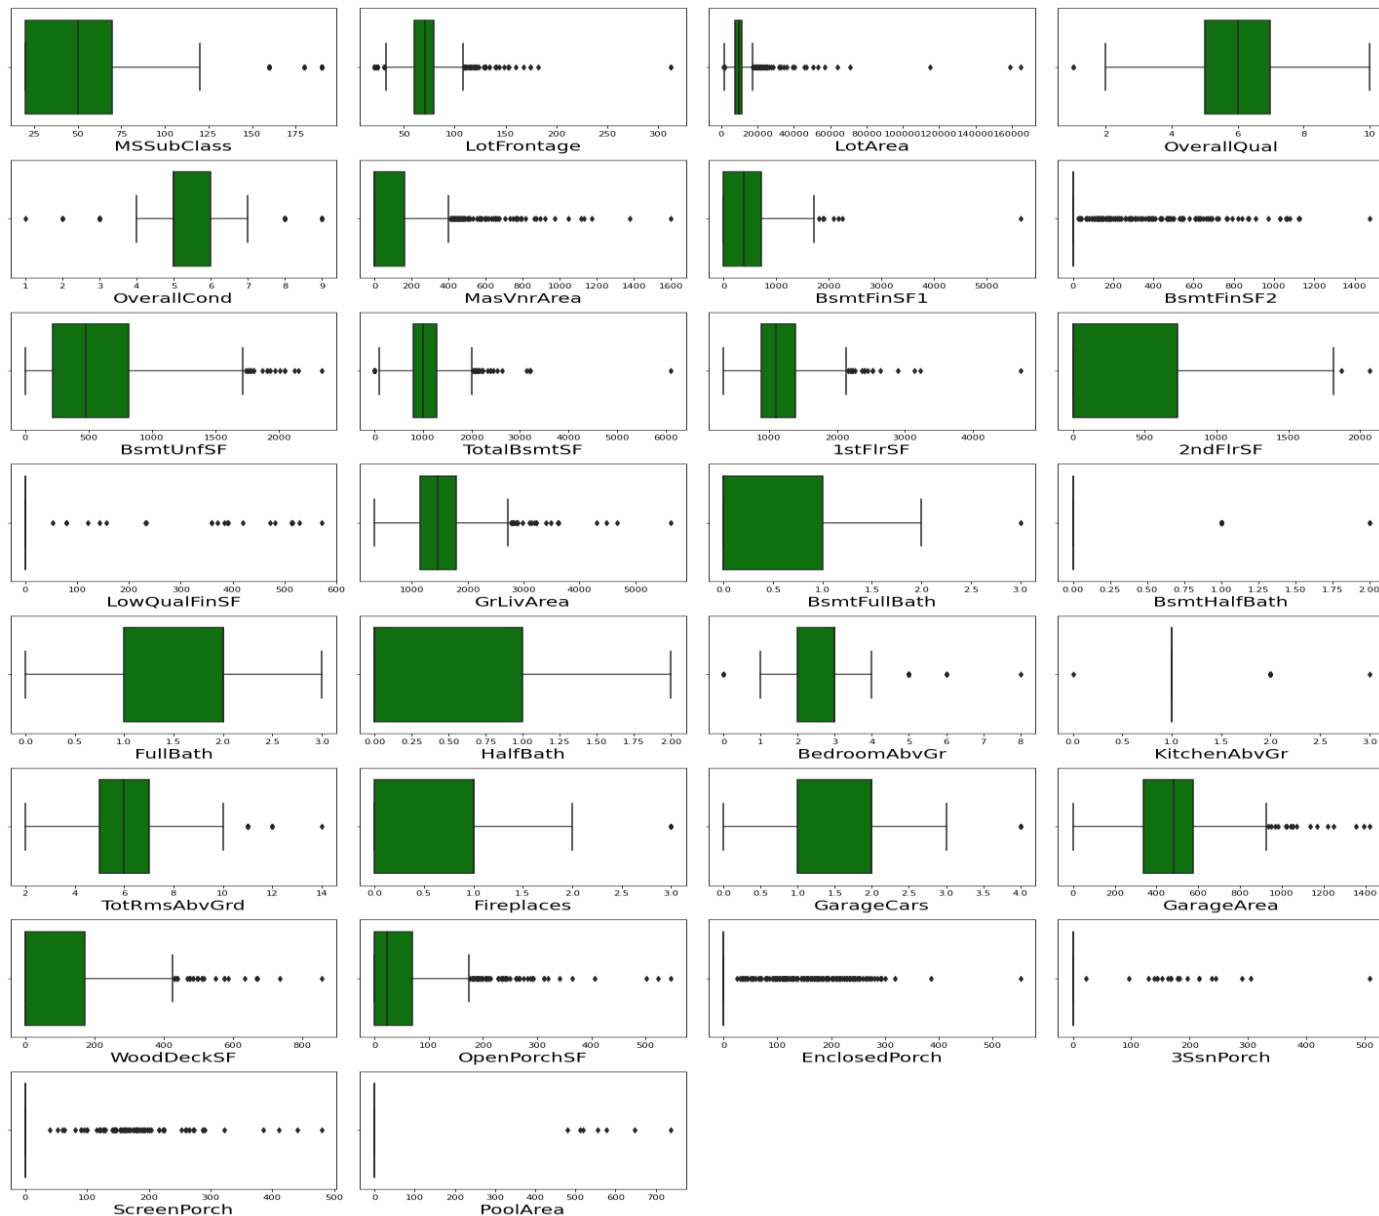 25 50 75 100 125 150 175
MSSubClass
50 100 150 200 250 300
LotFrontage
0 20000 40000 60000 80000 100000 120000 140000 160000
LotArea
2 4 6 8 10
OverallQual
1 2 3 4 5 6 7 8 9
OverallCond
0 200 400 600 800 1000 1200 1400 1600
MasVnrArea
0 1000 2000 3000 4000 5000
BsmtFinSF1
0 200 400 600 800 1000 1200 1400
BsmtFinSF2
0 500 1000 1500 2000
BsmtUnfSF
0 1000 2000 3000 4000 5000 6000
TotalBsmtSF
1000 2000 3000 4000
1stFlrSF
0 500 1000 1500 2000
2ndFlrSF
0 100 200 300 400 500 600
LowQualFinSF
1000 2000 3000 4000 5000
GrLivArea
0.0 0.5 1.0 1.5 2.0 2.5 3.0
BsmtFullBath
0.00 0.25 0.50 0.75 1.00 1.25 1.50 1.75 2.00
BsmtHalfBath
0.0 0.5 1.0 1.5 2.0 2.5 3.0
FullBath
0.00 0.25 0.50 0.75 1.00 1.25 1.50 1.75 2.00
HalfBath
0 1 2 3 4 5 6 7 8
BedroomAbvGr
0.0 0.5 1.0 1.5 2.0 2.5 3.0
KitchenAbvGr
2 4 6 8 10 12 14
TotRmsAbvGrd
0.0 0.5 1.0 1.5 2.0 2.5 3.0
Fireplaces
0.0 0.5 1.0 1.5 2.0 2.5 3.0 3.5 4.0
GarageCars
0 200 400 600 800 1000 1200 1400
GarageArea
0 200 400 600 800
WoodDeckSF
0 100 200 300 400 500
OpenPorchSF
0 100 200 300 400 500
EnclosedPorch
0 100 200 300 400 500
3SsnPorch
0 100 200 300 400 500
ScreenPorch
0 100 200 300 400 500 600 700
PoolArea